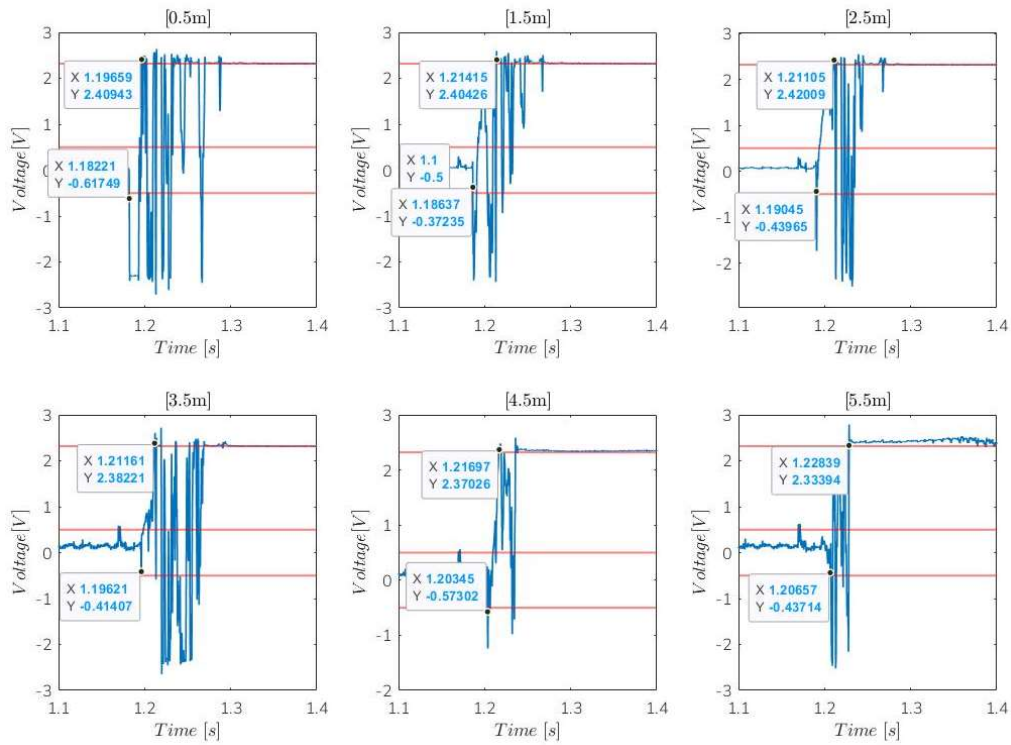 [0.5m]
3
2
1
0
-1
-2
-3
Voltage[V]
X 1.19659
Y 2.40943
X 1.18221
Y -0.61749
1.1 1.2 1.3 1.4
Time [s]
[1.5m]
3
2
1
0
-1
-2
-3
Voltage[V]
X 1.21415
Y 2.40426
X 1.1
Y -0.5
X 1.18637
Y -0.37235
1.1 1.2 1.3 1.4
Time [s]
[2.5m]
3
2
1
0
-1
-2
Voltage[V]
X 1.21105
Y 2.42009
X 1.19045
Y -0.43965
1.1 1.2 1.3 1.4
Time [s]
[3.5m]
3
2
1
0
-1
-2
-3
Voltage[V]
X 1.21161
Y 2.38221
X 1.19621
Y -0.41407
1.1 1.2 1.3 1.4
Time [s]
[4.5m]
3
2
1
0
-1
-2
Voltage[V]
X 1.21697
Y 2.37026
X 1.20345
Y -0.57302
1.1 1.2 1.3 1.4
Time [s]
[5.5m]
3
2
1
0
-1
-2
-3
Voltage[V]
X 1.22839
Y 2.33394
X 1.20657
Y -0.43714
1.1 1.2 1.3 1.4
Time [s]